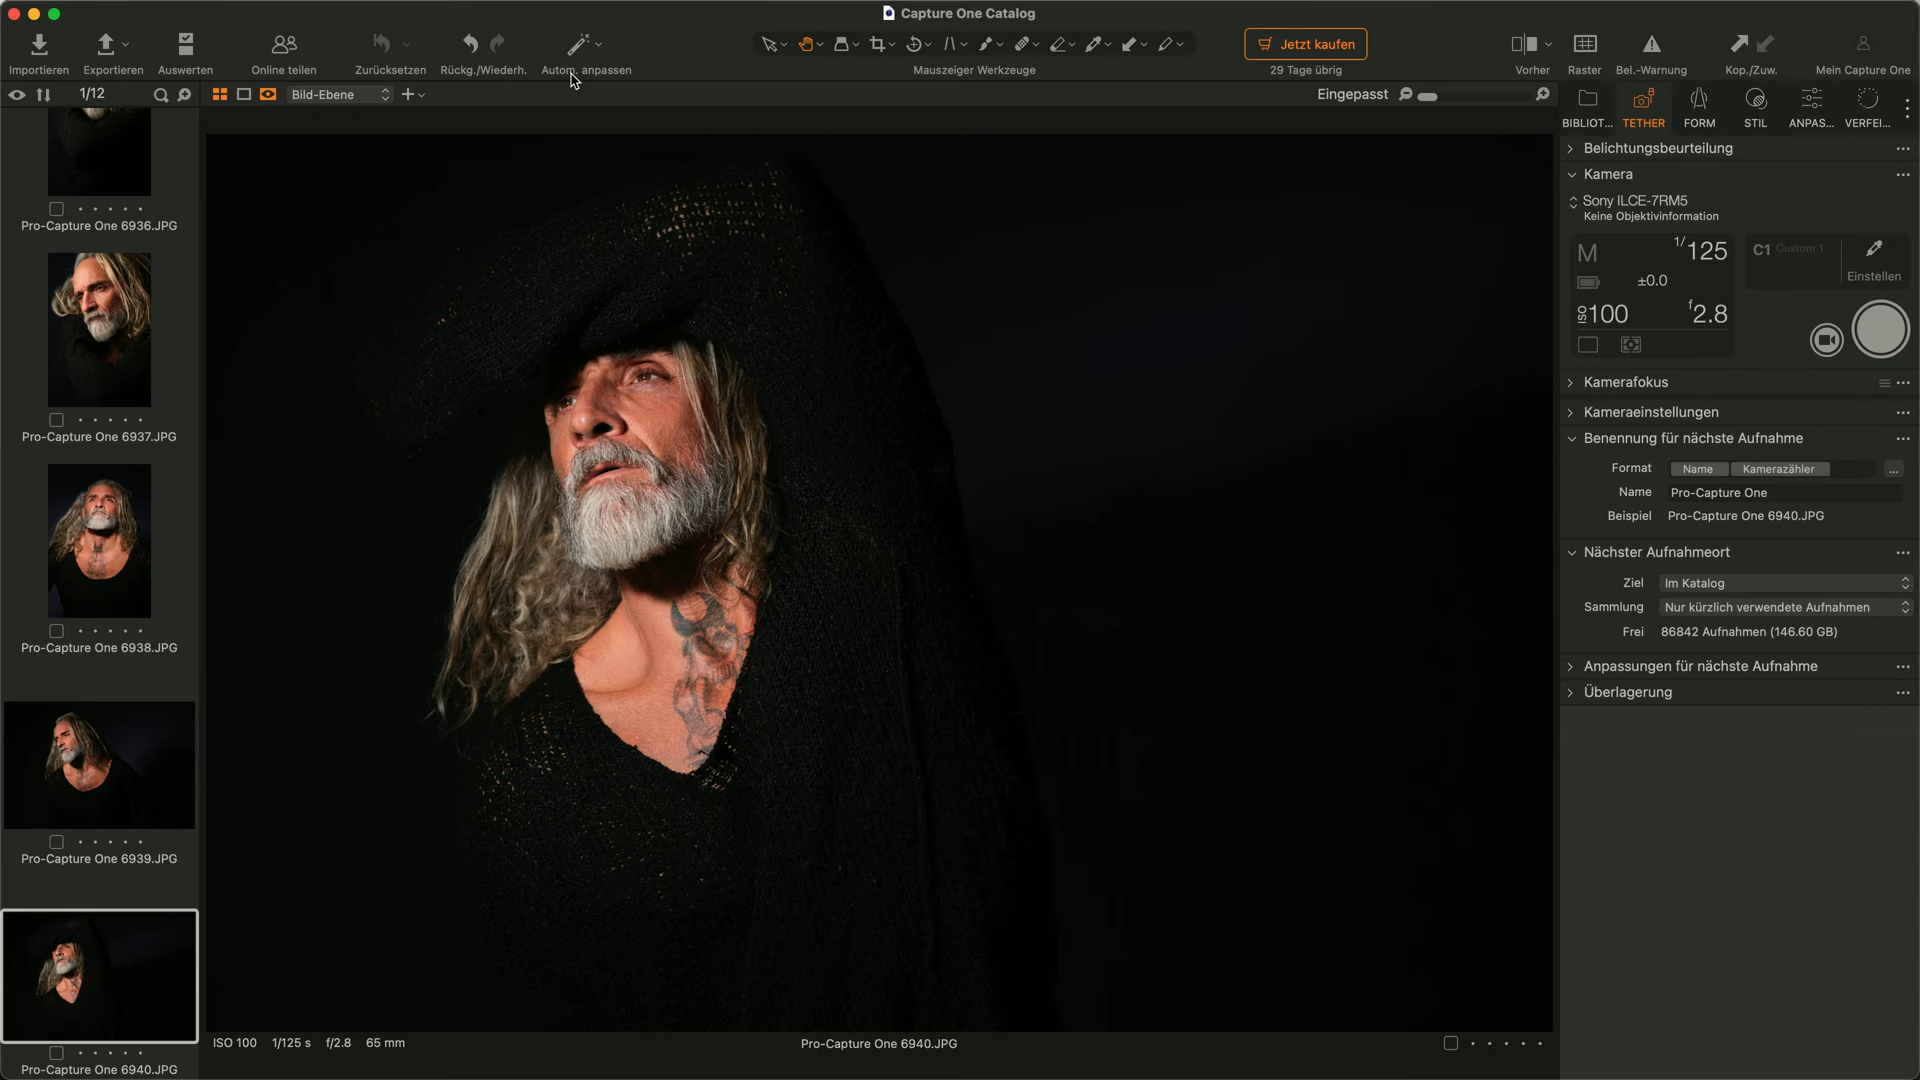 Capture One Catalog
Importieren
Exportieren
Auswerten
Online teilen
Zurücksetzen
Rückg./Wiederh.
Autom. anpassen
Mauszeiger Werkzeuge
Jetzt kaufen
29 Tage übrig
Vorher
Raster
Bel.-Warnung
Kop./Zuw.
Mein Capture One
1/12
Bild-Ebene
Eingepasst
BIBLIOT...
TETHER
FORM
STIL
ANPAS...
VERFEI...
Pro-Capture One 6936.JPG
Pro-Capture One 6937.JPG
Pro-Capture One 6938.JPG
Pro-Capture One 6939.JPG
Pro-Capture One 6940.JPG
ISO 100 1/125 s f/2.8 65 mm
Pro-Capture One 6940.JPG
Belichtungsbeurteilung
Kamera
Sony ILCE-7RM5
Keine Objektivinformation
M
1/125
C1 Custom 1
±0.0
Einstellen
ISO100
f2.8
Kamerafokus
Kameraeinstellungen
Benennung für nächste Aufnahme
Format Name Kamerazähler ...
Name Pro-Capture One
Beispiel Pro-Capture One 6940.JPG
Nächster Aufnahmeort
Ziel Im Katalog
Sammlung Nur kürzlich verwendete Aufnahmen
Frei 86842 Aufnahmen (146.60 GB)
Anpassungen für nächste Aufnahme
Überlagerung